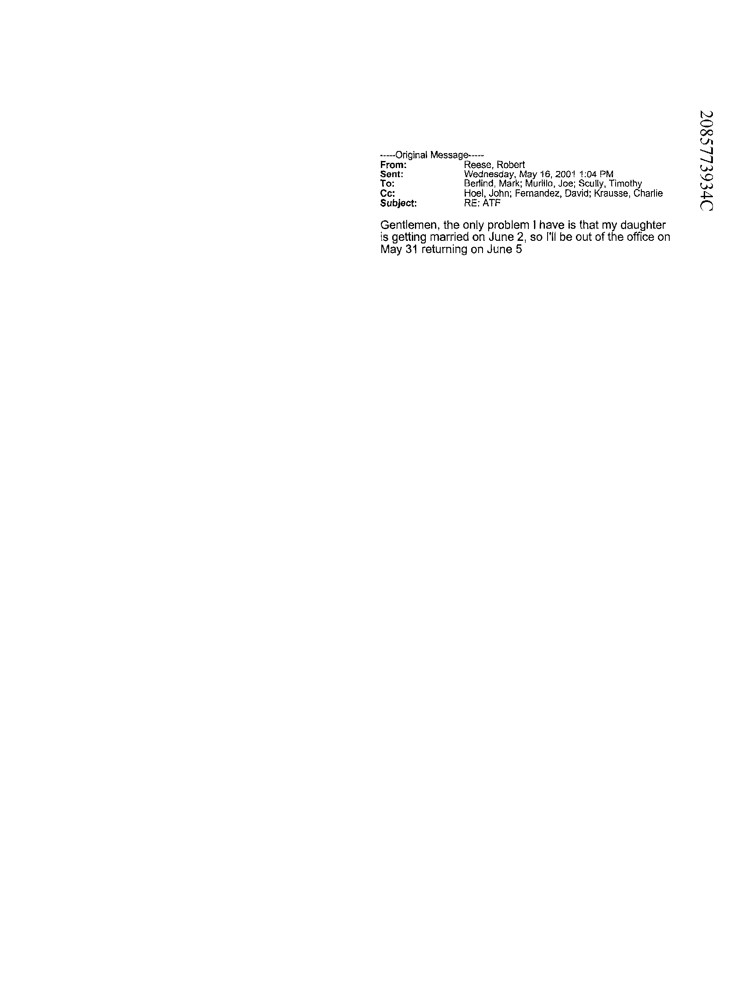 -----Original Message-----
From: Reese, Robert
Sent: Wednesday, May 16, 2001 1:04 PM
To: Berlind, Mark; Murillo, Joe; Scully, Timothy
Cc: Hoel, John; Fernandez, David; Krausse, Charlie
Subject: RE: ATF
Gentlemen, the only problem I have is that my daughter
is getting married on June 2, so I'll be out of the office on
May 31 returning on June 5
2085773934C